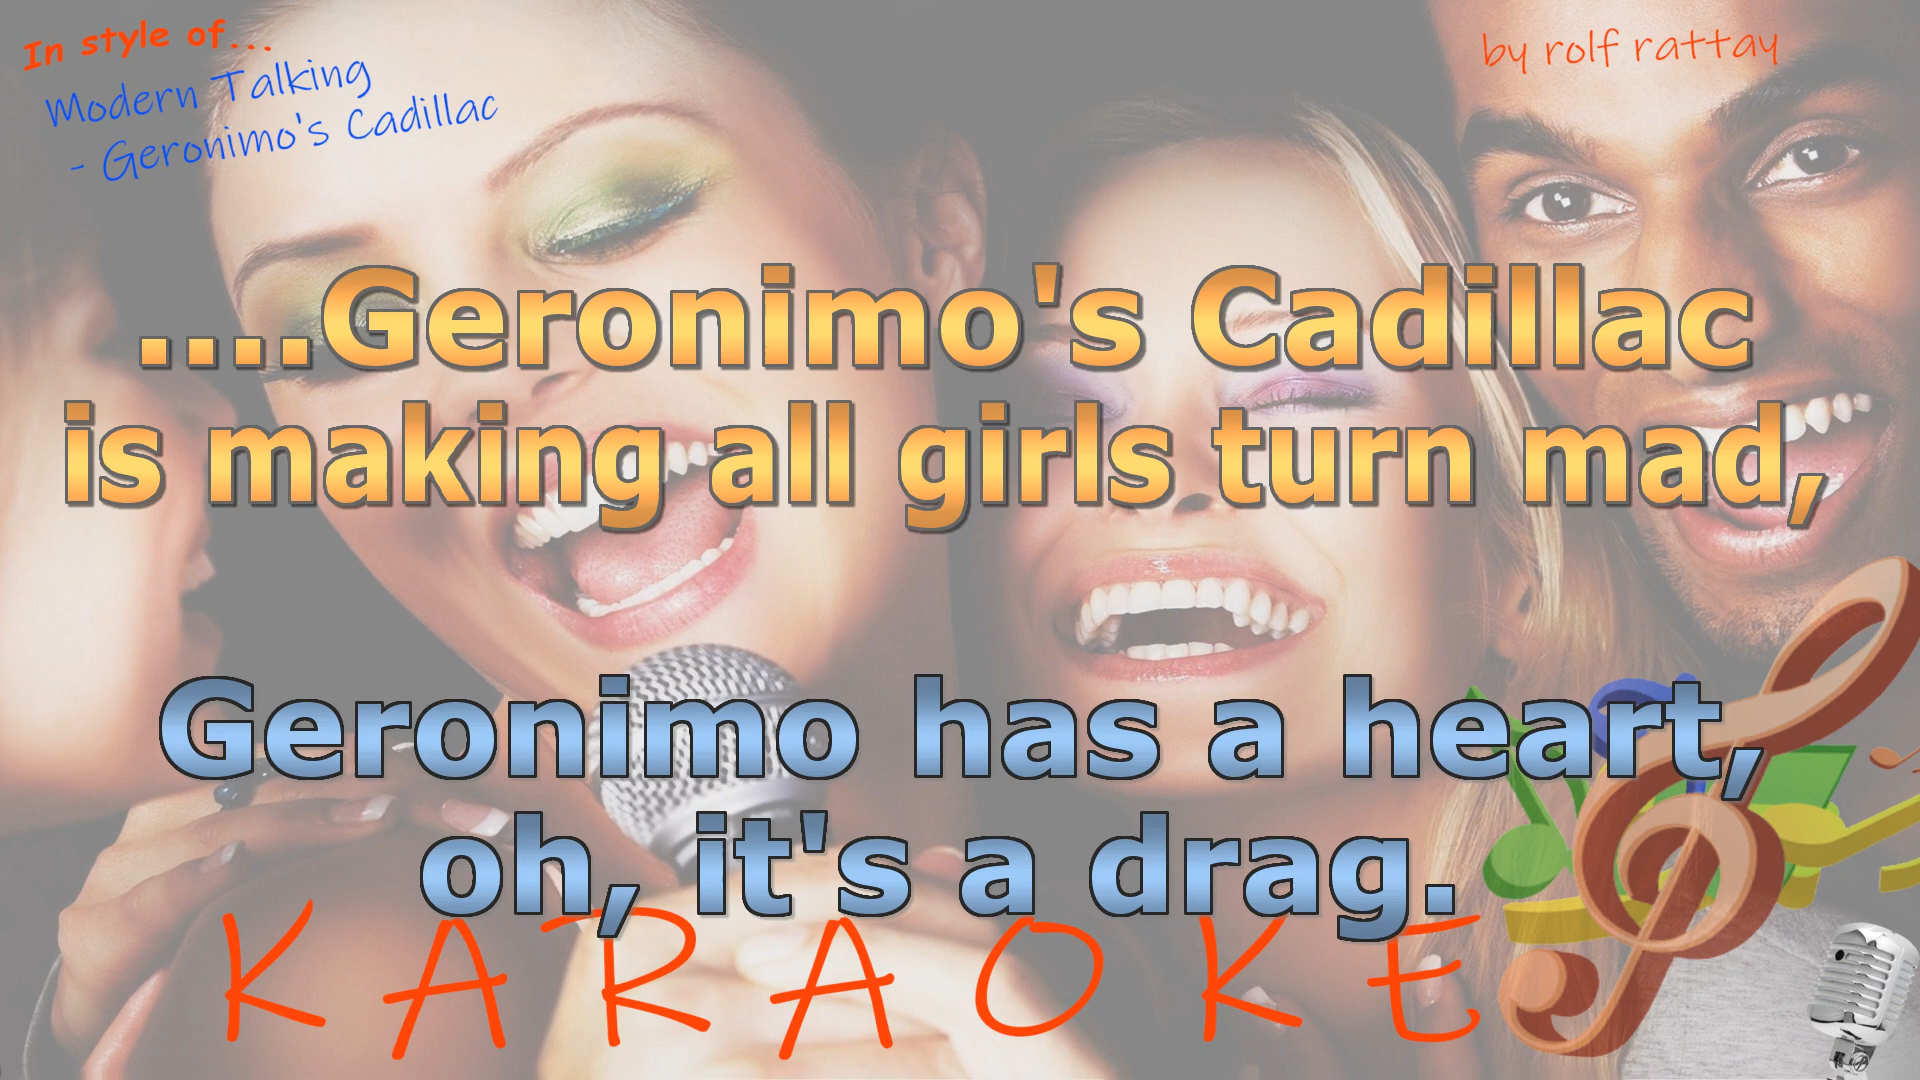 In style of...
Modern Talking
- Geronimo's Cadillac
by rolf rattay
....Geronimo's Cadillac
is making all girls turn mad,
Geronimo has a heart,
oh, it's a drag.
KARAOKE